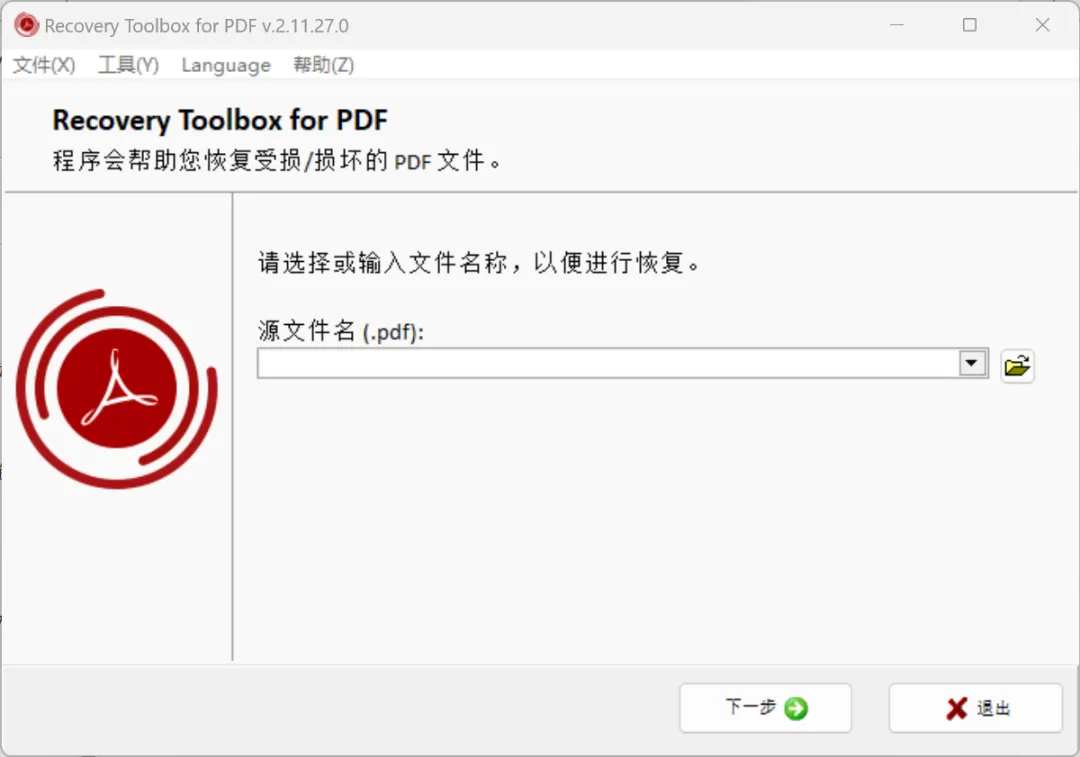 Recovery Toolbox for PDF v.2.11.27.0
文件(X) 工具(Y) Language 帮助(Z)
Recovery Toolbox for PDF
程序会帮助您恢复受损/损坏的 PDF 文件。
请选择或输入文件名称，以便进行恢复。
源文件名 (.pdf):
下一步 退出